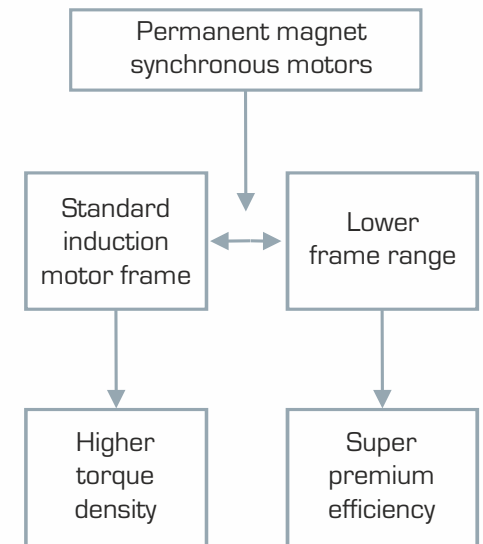 Permanent magnet
synchronous motors
Standard
induction
motor frame
Lower
frame range
Higher
torque
density
Super
premium
efficiency